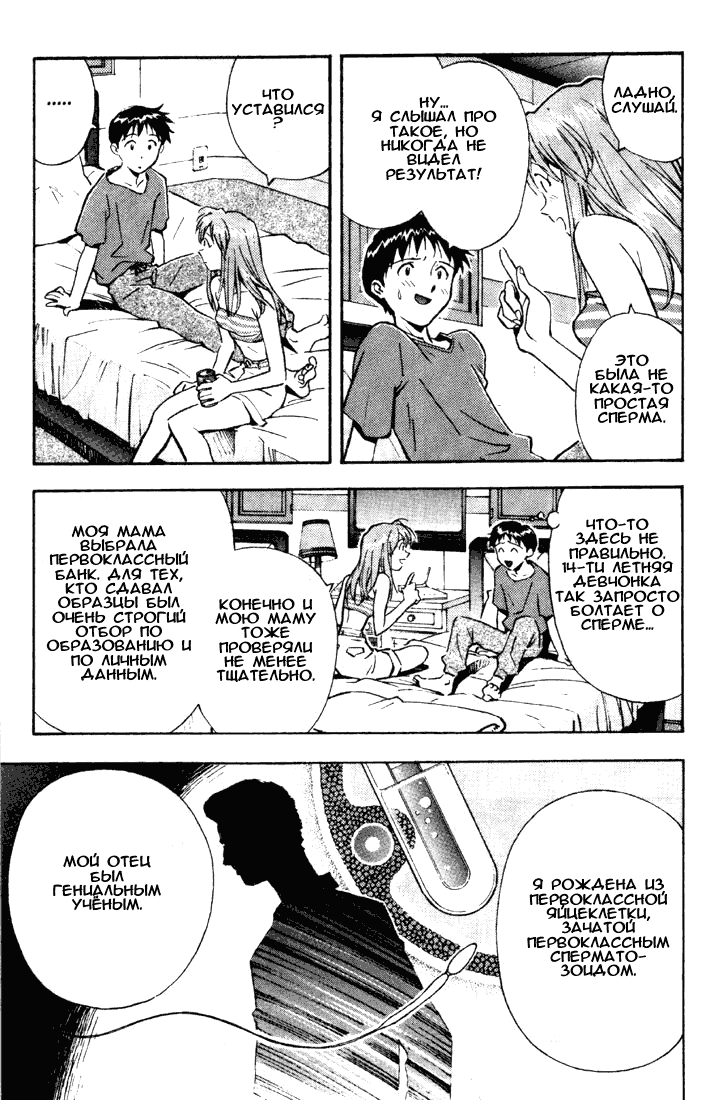 ЛАДНО,
СЛУШАЙ.
НУ...
Я СЛЫШАЛ ПРО
ТАКОЕ, НО
НИКОГДА НЕ
ВИДЕЛ
РЕЗУЛЬТАТ!
ЭТО
БЫЛА НЕ
КАКАЯ-ТО
ПРОСТАЯ
СПЕРМА.
ЧТО
УСТАВИЛСЯ
?
.....
ЧТО-ТО
ЗДЕСЬ НЕ
ПРАВИЛЬНО.
14-ТИ ЛЕТНЯЯ
ДЕВЧОНКА
ТАК ЗАПРОСТО
БОЛТАЕТ О
СПЕРМЕ...
КОНЕЧНО И
МОЮ МАМУ
ТОЖЕ
ПРОВЕРЯЛИ
НЕ МЕНЕЕ
ТЩАТЕЛЬНО.
МОЯ МАМА
ВЫБРАЛА
ПЕРВОКЛАССНЫЙ
БАНК. ДЛЯ ТЕХ,
КТО СДАВАЛ
ОБРАЗЦЫ БЫЛ
ОЧЕНЬ СТРОГИЙ
ОТБОР ПО
ОБРАЗОВАНИЮ И
ПО ЛИЧНЫМ
ДАННЫМ.
Я РОЖДЕНА ИЗ
ПЕРВОКЛАССНОЙ
ЯЙЦЕКЛЕТКИ,
ЗАЧАТОЙ
ПЕРВОКЛАССНЫМ
СПЕРМАТО-
ЗОИДОМ.
МОЙ ОТЕЦ
БЫЛ
ГЕНИАЛЬНЫМ
УЧЁНЫМ.